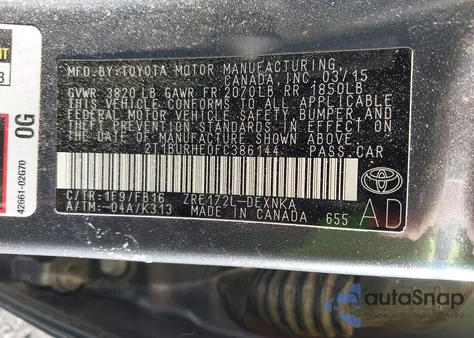 MFD. BY: TOYOTA MOTOR MANUFACTURING
CANADA, INC. 03/15
GVWR 3820 LB GAWR FR 2070LB RR 1850LB
THIS VEHICLE CONFORMS TO ALL APPLICABLE
FEDERAL MOTOR VEHICLE SAFETY, BUMPER,
AND THEFT PREVENTION STANDARDS IN EFFECT
ON THE DATE OF MANUFACTURE SHOWN ABOVE.
2T1BURHE0FC386144 PASS.CAR
C/TR: 1F9/FB16 ZRE172L-DEXNKA
A/TM:-04A/K313 MADE IN CANADA 655
AD
TOYOTA
0G
42661-02G70
autoSnap